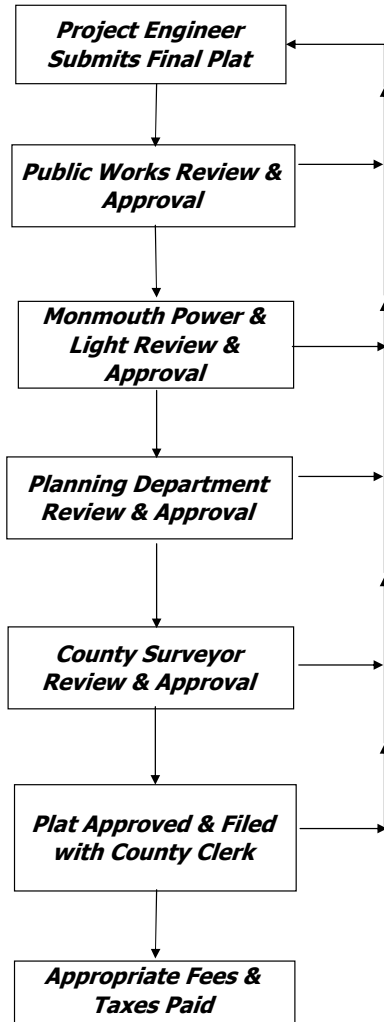 Project Engineer
Submits Final Plat
Public Works Review &
Approval
Monmouth Power &
Light Review &
Approval
Planning Department
Review & Approval
County Surveyor
Review & Approval
Plat Approved & Filed
with County Clerk
Appropriate Fees &
Taxes Paid